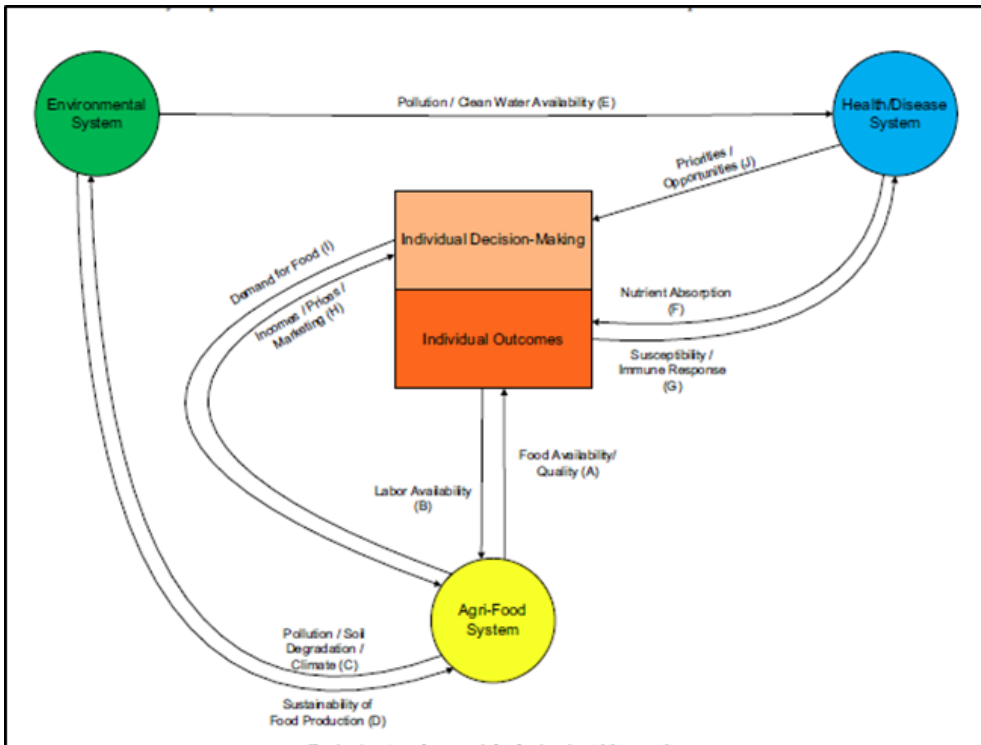 Environmental
System
Pollution / Clean Water Availability (E)
Health/Disease
System
Priorities /
Opportunities (J)
Individual Decision-Making
Demand for Food (I)
Incomes / Prices /
Marketing (H)
Nutrient Absorption
(F)
Individual Outcomes
Susceptibility /
Immune Response
(G)
Food Availability/
Quality (A)
Labor Availability
(B)
Agri-Food
System
Pollution / Soil
Degradation /
Climate (C)
Sustainability of
Food Production (D)